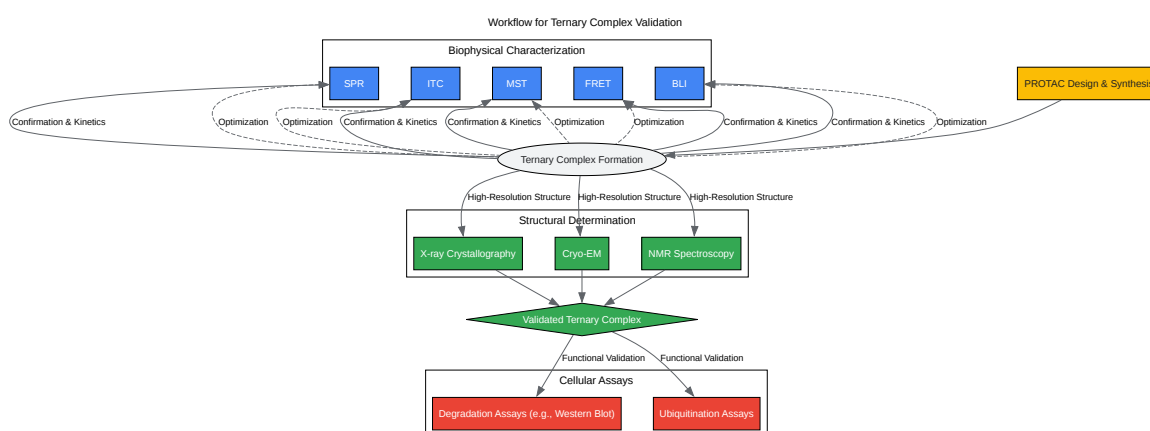 Workflow for Ternary Complex Validation
Biophysical Characterization
SPR
ITC
MST
FRET
BLI
PROTAC Design & Synthesis
Confirmation & Kinetics
Optimization
Optimization
Confirmation & Kinetics
Confirmation & Kinetics
Optimization
Optimization
Confirmation & Kinetics
Confirmation & Kinetics
Optimization
Ternary Complex Formation
High-Resolution Structure
High-Resolution Structure
High-Resolution Structure
Structural Determination
X-ray Crystallography
Cryo-EM
NMR Spectroscopy
Validated Ternary Complex
Functional Validation
Functional Validation
Cellular Assays
Degradation Assays (e.g., Western Blot)
Ubiquitination Assays